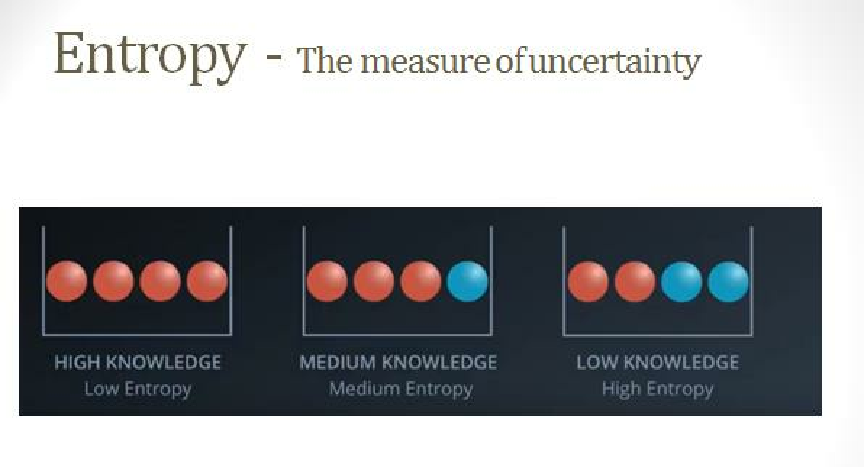 Entropy - The measure of uncertainty
HIGH KNOWLEDGE
Low Entropy
MEDIUM KNOWLEDGE
Medium Entropy
LOW KNOWLEDGE
High Entropy